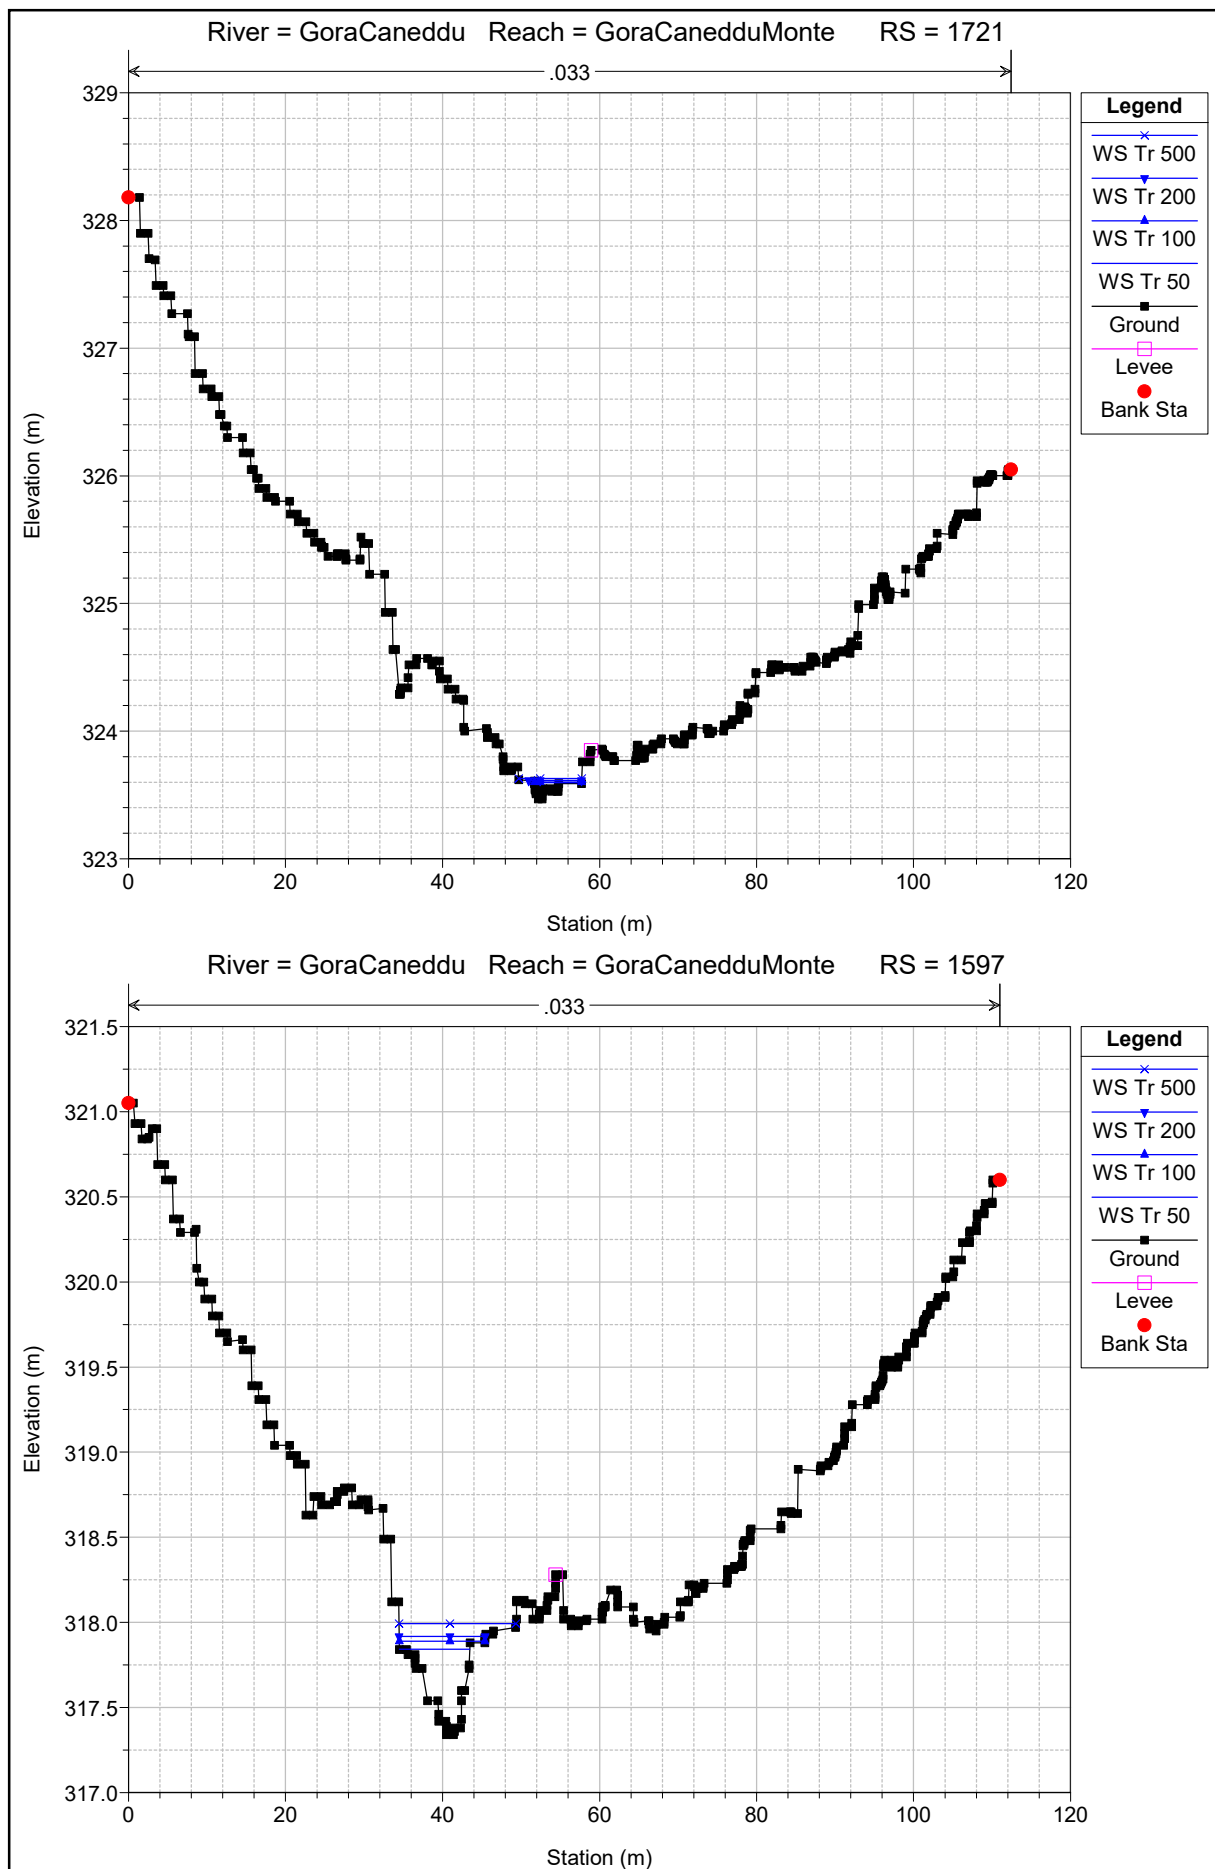 River = GoraCaneddu Reach = GoraCanedduMonte RS = 1721
.033
329
328
327
326
325
324
323
0 20 40 60 80 100 120
Elevation (m)
Station (m)
Legend
WS Tr 500
WS Tr 200
WS Tr 100
WS Tr 50
Ground
Levee
Bank Sta
River = GoraCaneddu Reach = GoraCanedduMonte RS = 1597
.033
321.5
321.0
320.5
320.0
319.5
319.0
318.5
318.0
317.5
317.0
0 20 40 60 80 100 120
Elevation (m)
Station (m)
Legend
WS Tr 500
WS Tr 200
WS Tr 100
WS Tr 50
Ground
Levee
Bank Sta